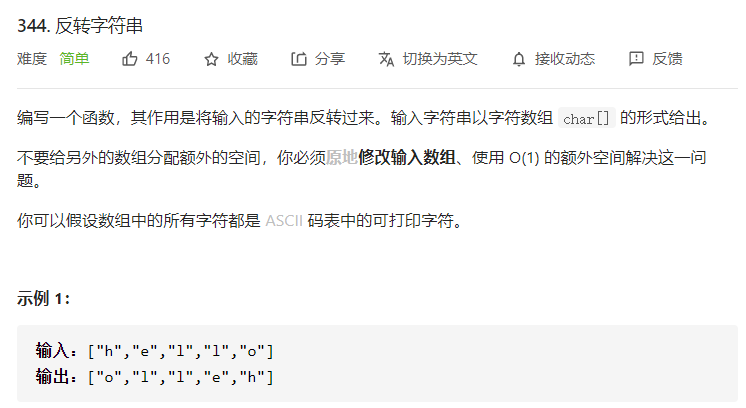 344. 反转字符串
难度 简单 416 收藏 分享 切换为英文 接收动态 反馈
编写一个函数，其作用是将输入的字符串反转过来。输入字符串以字符数组 char[] 的形式给出。
不要给另外的数组分配额外的空间，你必须原地修改输入数组、使用 O(1) 的额外空间解决这一问
题。
你可以假设数组中的所有字符都是 ASCII 码表中的可打印字符。
示例 1：
输入：["h","e","l","l","o"]
输出：["o","l","l","e","h"]